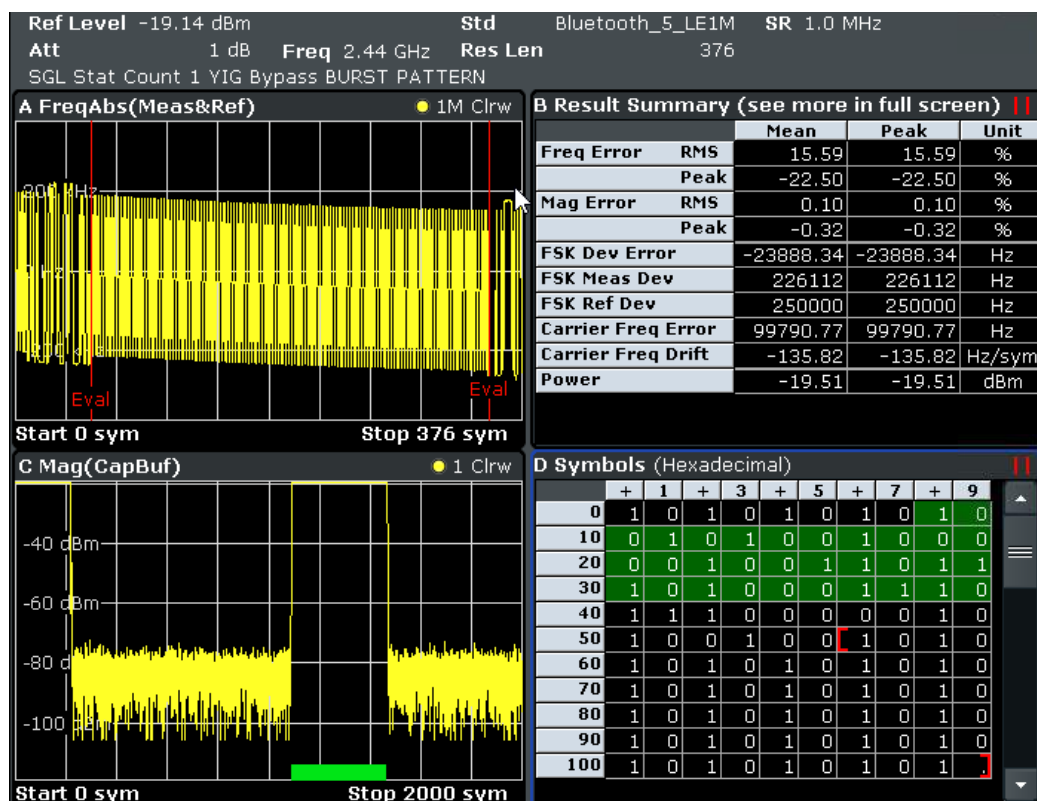 Ref Level -19.14 dBm Std Bluetooth_5_LE1M SR 1.0 MHz
Att 1 dB Freq 2.44 GHz Res Len 376
SGL Stat Count 1 YIG Bypass BURST PATTERN
A FreqAbs(Meas&Ref) 1M Clrw
Eval
Eval
Start 0 sym Stop 376 sym
B Result Summary (see more in full screen)
Mean Peak Unit
Freq Error RMS 15.59 15.59 %
Peak -22.50 -22.50 %
Mag Error RMS 0.10 0.10 %
Peak -0.32 -0.32 %
FSK Dev Error -23888.34 -23888.34 Hz
FSK Meas Dev 226112 226112 Hz
FSK Ref Dev 250000 250000 Hz
Carrier Freq Error 99790.77 99790.77 Hz
Carrier Freq Drift -135.82 -135.82 Hz/sym
Power -19.51 -19.51 dBm
C Mag(CapBuf) 1 Clrw
-40 dBm
-60 dBm
-80 d
-100
Start 0 sym Stop 2000 sym
D Symbols (Hexadecimal)
+ 1 + 3 + 5 + 7 + 9
0 1 0 1 0 1 0 1 0 1 0
10 0 1 0 1 0 0 1 0 0 0
20 0 0 1 0 0 1 1 0 1 1
30 1 0 1 0 0 0 1 1 1 0
40 1 1 1 0 0 0 0 0 1 0
50 1 0 0 1 0 0 [ 1 0 1 0
60 1 0 1 0 1 0 1 0 1 0
70 1 0 1 0 1 0 1 0 1 0
80 1 0 1 0 1 0 1 0 1 0
90 1 0 1 0 1 0 1 0 1 0
100 1 0 1 0 1 0 1 0 1 .]